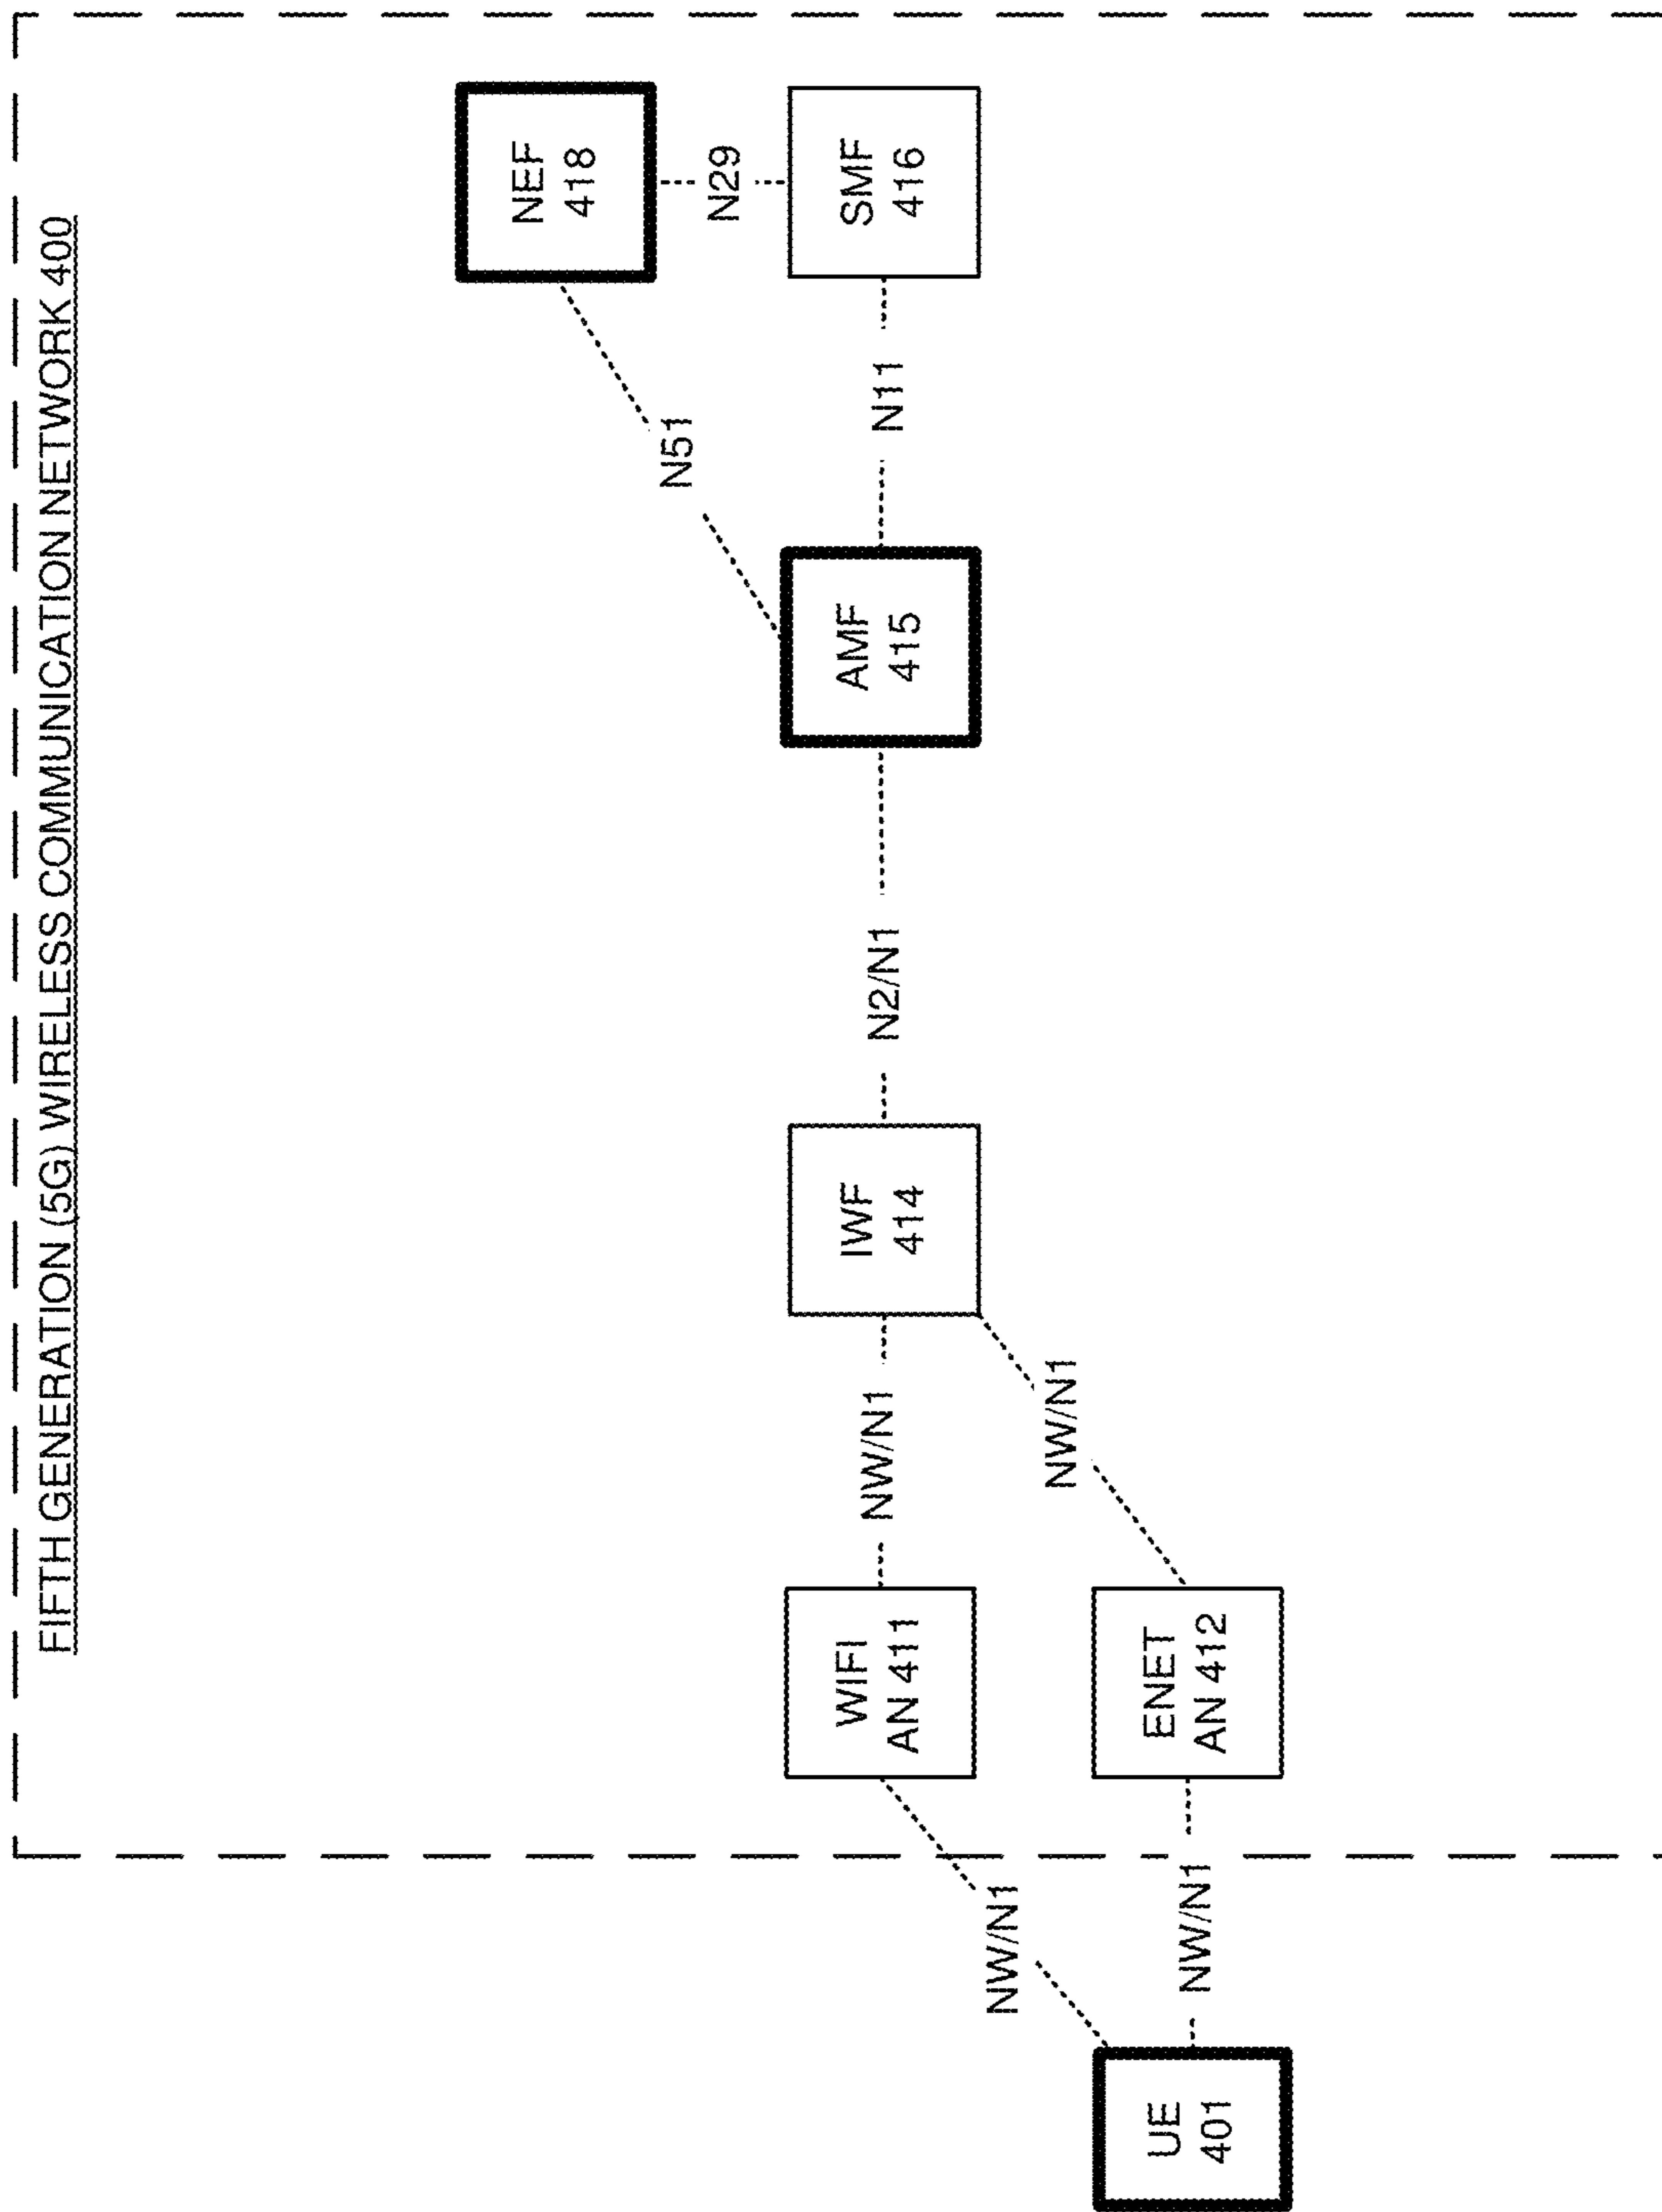 FIFTH GENERATION (5G) WIRELESS COMMUNICATION NETWORK 400
NEF
418
N51
N29
UE
401
NW/N1
WIFI
AN 411
NW/N1
IWF
414
N2/N1
AMF
415
N11
SMF
416
NW/N1
ENET
AN 412
NW/N1